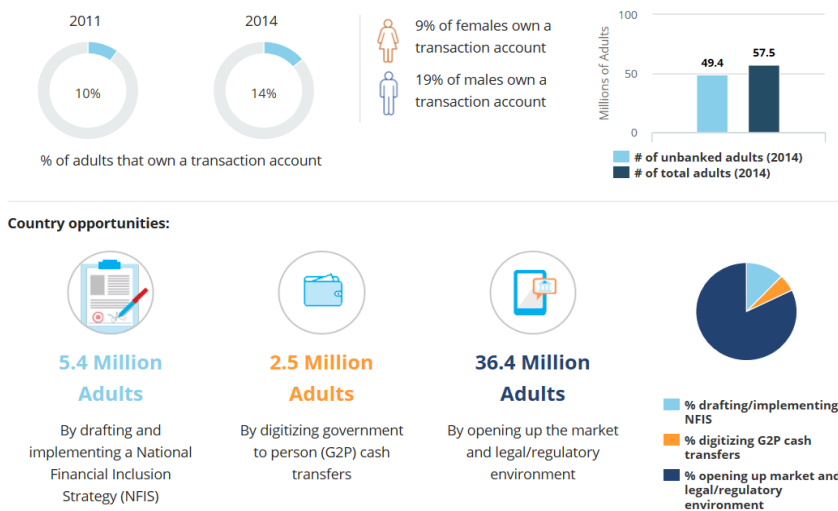 2011
2014
10%
14%
% of adults that own a transaction account
9% of females own a
transaction account
19% of males own a
transaction account
Millions of Adults
100
50
0
49.4
57.5
# of unbanked adults (2014)
# of total adults (2014)
Country opportunities:
5.4 Million
Adults
By drafting and
implementing a National
Financial Inclusion
Strategy (NFIS)
2.5 Million
Adults
By digitizing government
to person (G2P) cash
transfers
36.4 Million
Adults
By opening up the market
and legal/regulatory
environment
% drafting/implementing
NFIS
% digitizing G2P cash
transfers
% opening up market and
legal/regulatory
environment